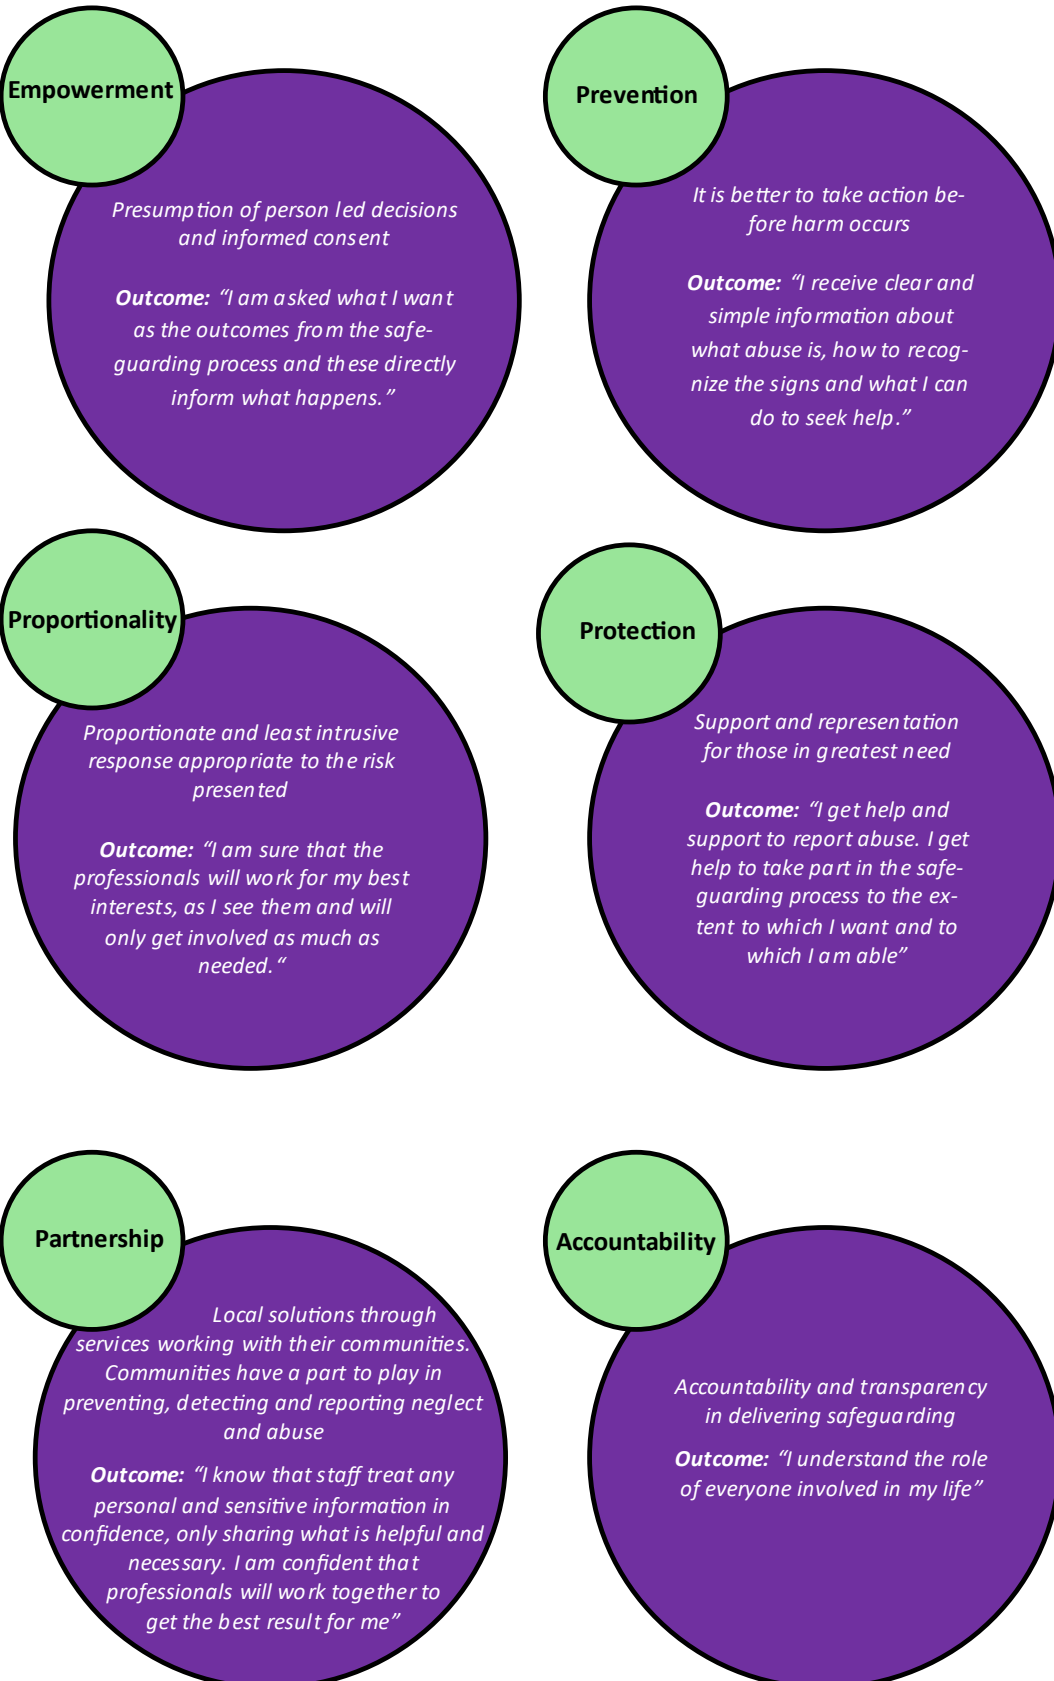 Empowerment
Presumption of person led decisions
and informed consent
Outcome: “I am asked what I want
as the outcomes from the safe-
guarding process and these directly
inform what happens.”
Prevention
It is better to take action be-
fore harm occurs
Outcome: “I receive clear and
simple information about
what abuse is, how to recog-
nize the signs and what I can
do to seek help.”
Proportionality
Proportionate and least intrusive
response appropriate to the risk
presented
Outcome: “I am sure that the
professionals will work for my best
interests, as I see them and will
only get involved as much as
needed.“
Protection
Support and representation
for those in greatest need
Outcome: “I get help and
support to report abuse. I get
help to take part in the safe-
guarding process to the ex-
tent to which I want and to
which I am able”
Partnership
Local solutions through
services working with their communities.
Communities have a part to play in
preventing, detecting and reporting neglect
and abuse
Outcome: “I know that staff treat any
personal and sensitive information in
confidence, only sharing what is helpful and
necessary. I am confident that
professionals will work together to
get the best result for me”
Accountability
Accountability and transparency
in delivering safeguarding
Outcome: “I understand the role
of everyone involved in my life”